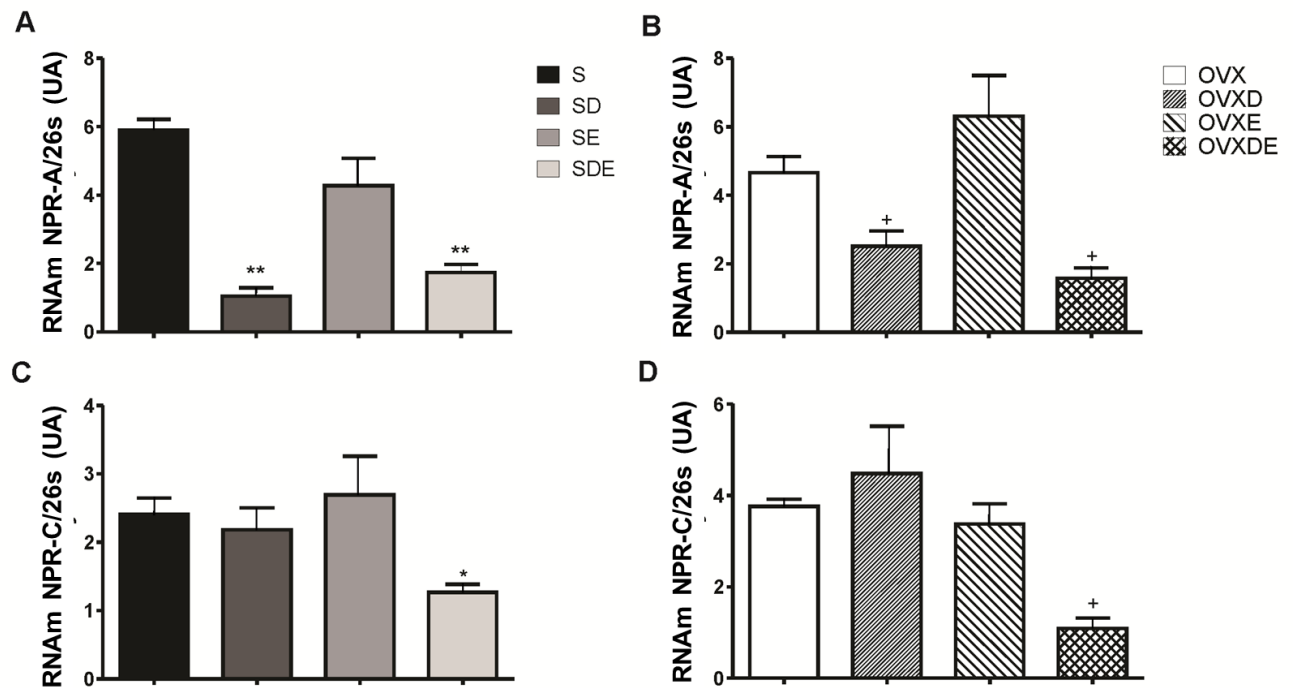 A
RNAm NPR-A/26s (UA)
8
6
4
2
0
**
**
S
SD
SE
SDE
B
RNAm NPR-A/26s (UA)
8
6
4
2
0
+
+
OVX
OVXD
OVXE
OVXDE
C
RNAm NPR-C/26s (UA)
4
3
2
1
0
*
D
RNAm NPR-C/26s (UA)
6
4
2
0
+